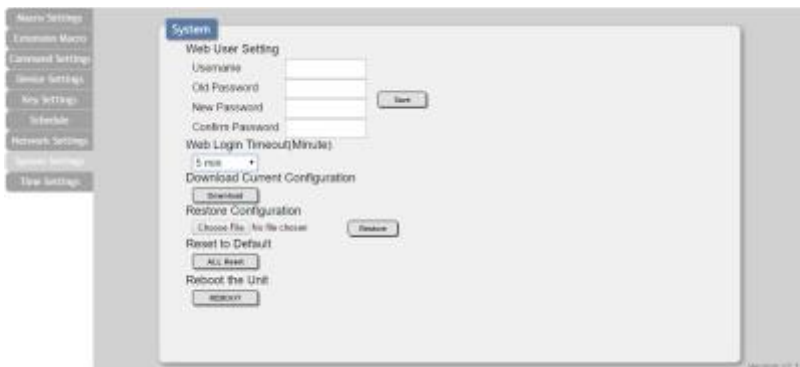 Macro Settings
Extension Macro
Command Settings
Device Settings
Key Settings
Schedule
Network Settings
System Settings
Time Settings
System
Web User Setting
Username
Old Password
New Password
Confirm Password
Save
Web Login Timeout(Minute)
5 min
Download Current Configuration
Download
Restore Configuration
Choose File No file chosen
Restore
Reset to Default
ALL Reset
Reboot the Unit
REBOOT